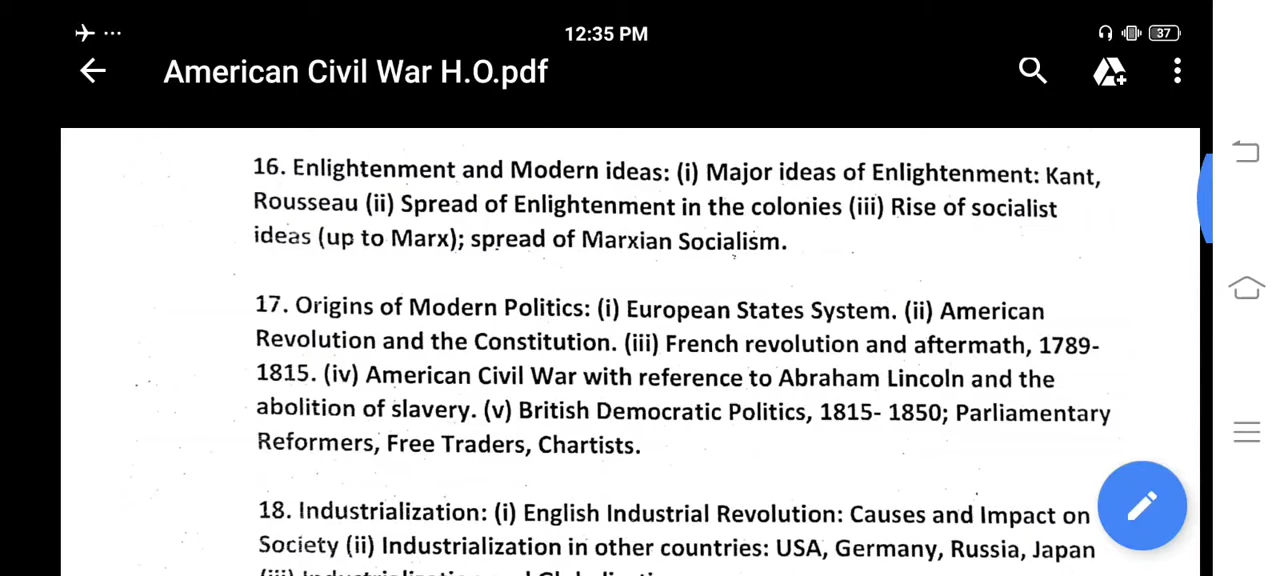 12:35 PM
37
American Civil War H.O.pdf
16. Enlightenment and Modern ideas: (i) Major ideas of Enlightenment: Kant,
Rousseau (ii) Spread of Enlightenment in the colonies (iii) Rise of socialist
ideas (up to Marx); spread of Marxian Socialism.
17. Origins of Modern Politics: (i) European States System. (ii) American
Revolution and the Constitution. (iii) French revolution and aftermath, 1789-
1815. (iv) American Civil War with reference to Abraham Lincoln and the
abolition of slavery. (v) British Democratic Politics, 1815- 1850; Parliamentary
Reformers, Free Traders, Chartists.
18. Industrialization: (i) English Industrial Revolution: Causes and Impact on
Society (ii) Industrialization in other countries: USA, Germany, Russia, Japan